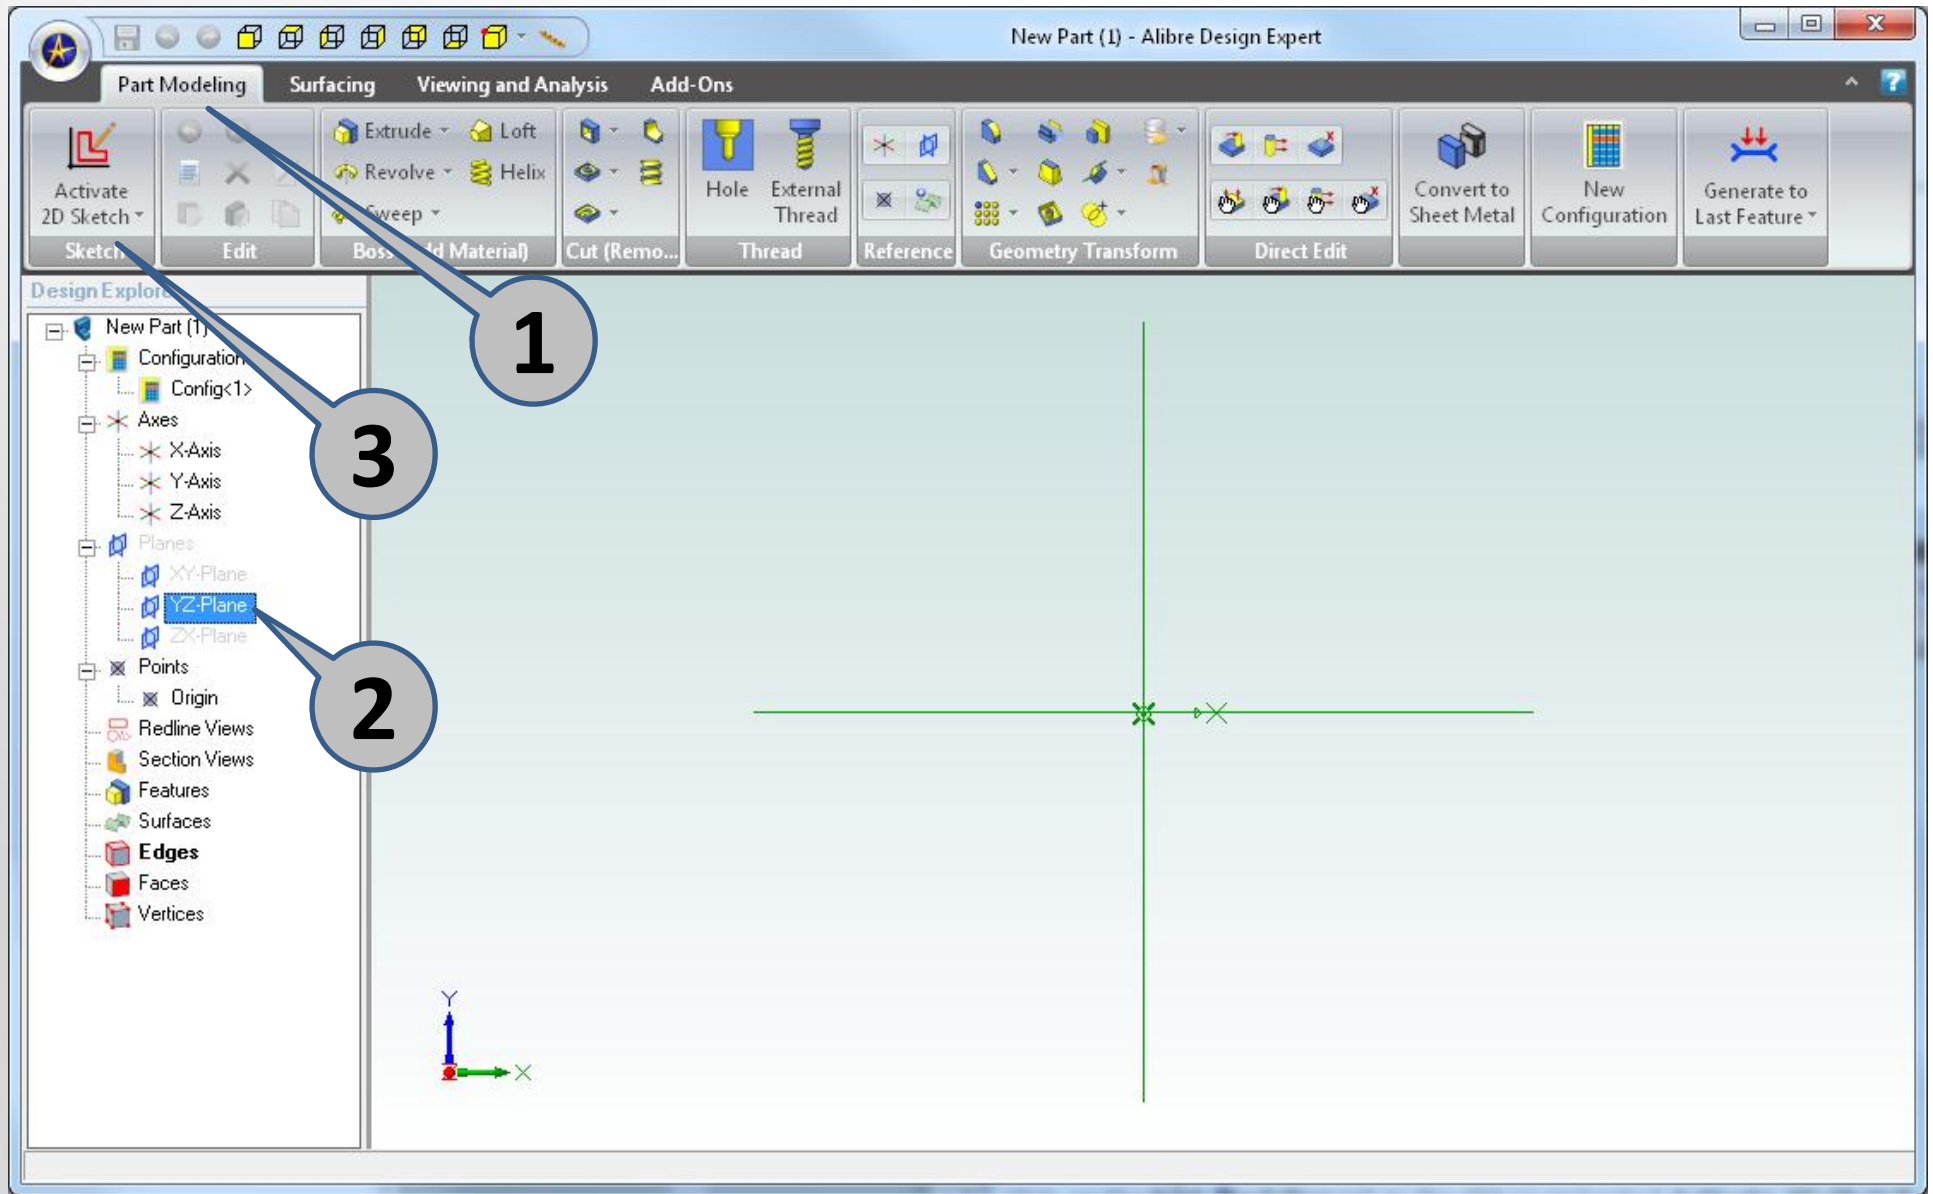 New Part (1) - Alibre Design Expert
Part Modeling Surfacing Viewing and Analysis Add-Ons
Activate
2D Sketch
Extrude Loft
Revolve Helix
Sweep
Hole
External
Thread
Convert to
Sheet Metal
New
Configuration
Generate to
Last Feature
Sketch Edit Material) Cut (Remo... Thread Reference Geometry Transform Direct Edit
Design
New Part (1)
Config<1>
Axes
X-Axis
Y-Axis
Z-Axis
Planes
XY-Plane
YZ-Plane
ZX-Plane
Points
Origin
Redline Views
Section Views
Features
Surfaces
Edges
Faces
Vertices
1
3
2
X
Y
X